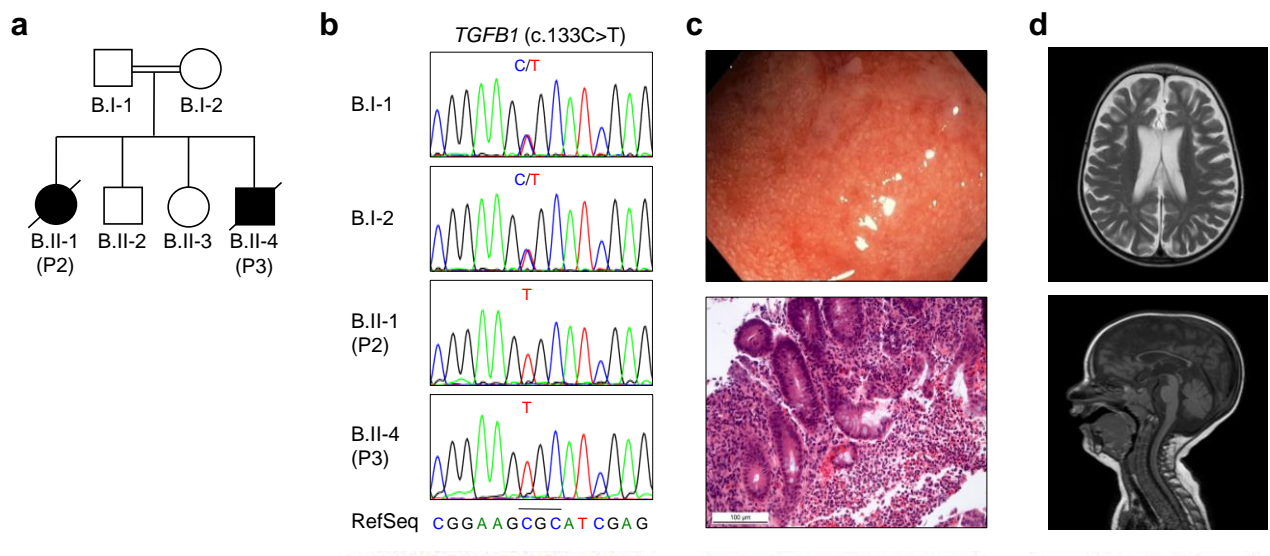 a
B.I-1
B.I-2
B.II-1
(P2)
B.II-2
B.II-3
B.II-4
(P3)
b
TGFB1 (c.133C>T)
C/T
B.I-1
C/T
B.I-2
T
B.II-1
(P2)
T
B.II-4
(P3)
RefSeq CGGAAGCGCATCGAG
c
100 µm
d